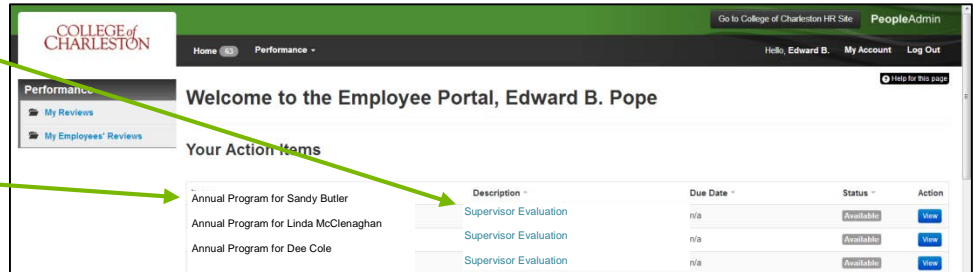 Go to College of Charleston HR Site PeopleAdmin
COLLEGE of
CHARLESTON
Home 63 Performance
Hello, Edward B. My Account Log Out
Help for this page
Performance
My Reviews
My Employees' Reviews
Welcome to the Employee Portal, Edward B. Pope
Your Action Items
Description Due Date Status Action
Annual Program for Sandy Butler Supervisor Evaluation n/a Available View
Annual Program for Linda McClenaghan Supervisor Evaluation n/a Available View
Annual Program for Dee Cole Supervisor Evaluation n/a Available View